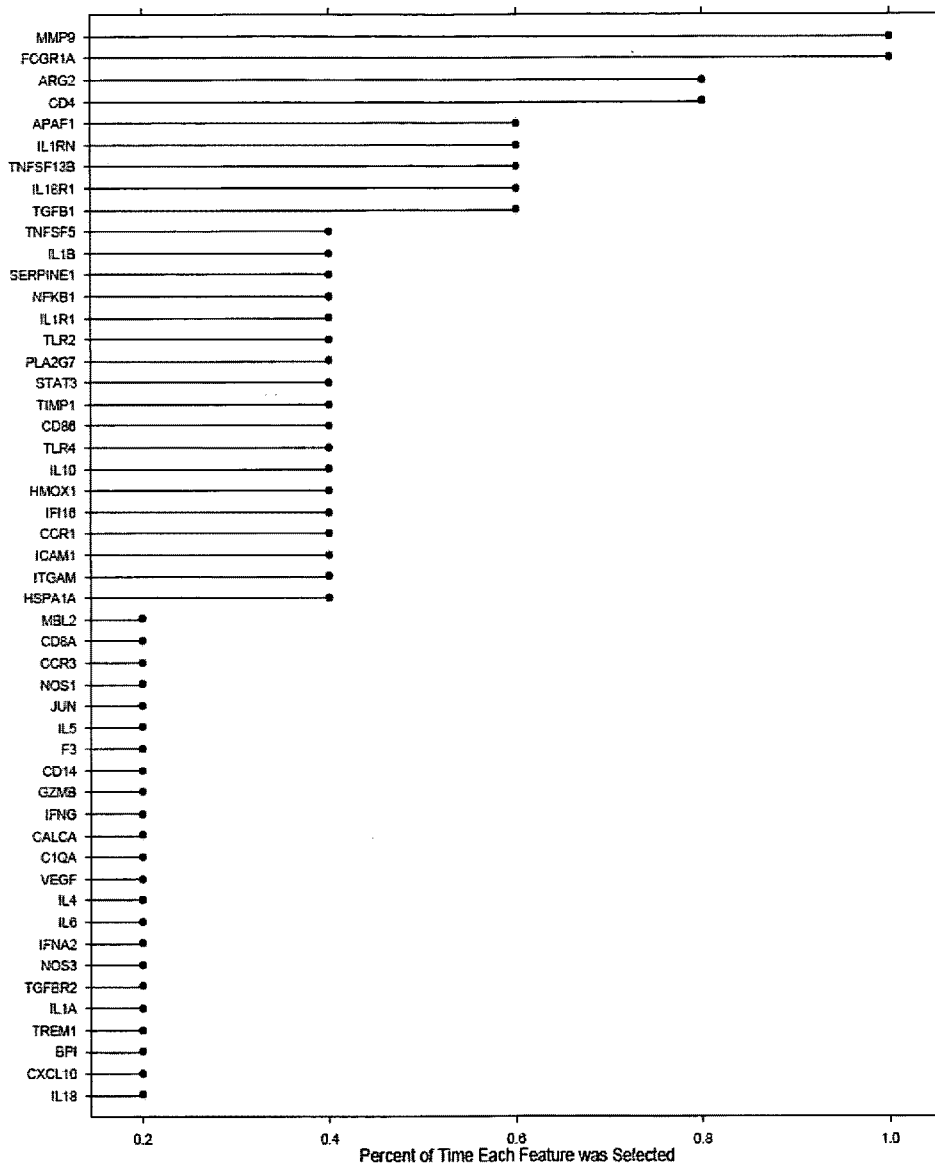 MMP9
FCGR1A
ARG2
CD4
APAF1
IL1RN
TNFSF13B
IL18R1
TGFB1
TNFSF5
IL1B
SERPINE1
NFKB1
IL1R1
TLR2
PLA2G7
STAT3
TIMP1
CD86
TLR4
IL10
HMOX1
IFI16
CCR1
ICAM1
ITGAM
HSPA1A
MBL2
CD8A
CCR3
NOS1
JUN
IL5
F3
CD14
GZMB
IFNG
CALCA
C1QA
VEGF
IL4
IL6
IFNA2
NOS3
TGFBR2
IL1A
TREM1
BPI
CXCL10
IL18
0.2 0.4 0.6 0.8 1.0
Percent of Time Each Feature was Selected